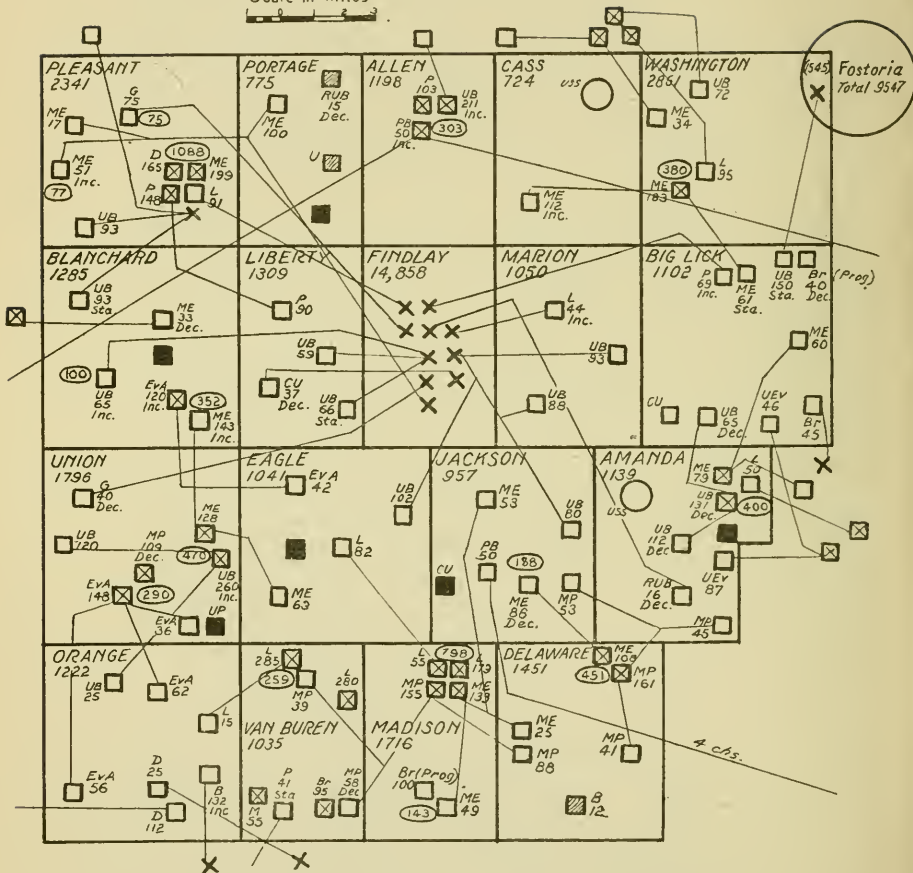 Scale in Miles
0 1 2 3
PLEASANT
2341
ME
17
G
75
75
ME
51
Inc.
77
D
165
1088
ME
199
P
148
L
91
UB
93
PORTAGE
775
RUB
15
Dec.
ME
100
U
ALLEN
1198
P
103
UB
211
Inc.
PB
50
Inc.
303
CASS
724
USS
ME
112
Inc.
WASHINGTON
2861
UB
72
ME
34
380
L
95
ME
183
(545)
Fostoria
Total 9547
BLANCHARD
1285
UB
93
Sta.
ME
33
Dec.
100
UB
65
Inc.
EvA
120
Inc.
352
ME
143
Inc.
LIBERTY
1309
P
90
UB
59
CU
37
Dec.
UB
66
Sta.
FINDLAY
14,858
MARION
1050
L
44
Inc.
UB
53
UB
88
BIG LICK
1102
P
69
Inc.
ME
61
Sta.
UB
150
Sta.
Br
40
Dec.
(Prog)
ME
60
CU
UB
65
Dec.
UEv
46
Br
45
UNION
1796
G
40
Dec.
UB
120
MP
109
Dec.
ME
128
470
UB
260
Inc.
EvA
148
290
EvA
36
UP
EAGLE
1041
EvA
42
UB
102
L
82
ME
63
JACKSON
957
ME
53
UB
80
PB
50
CU
188
ME
86
Dec.
MP
53
AMANDA
1139
USS
ME
79
L
50
UB
131
Dec.
400
UB
112
Dec
UEv
87
RUB
16
Dec.
MP
45
ORANGE
1222
UB
25
EvA
62
L
15
EvA
56
D
25
D
112
B
132
Inc
L
285
259
MP
39
L
280
VAN BUREN
1035
M
55
P
41
Sta
Br
95
MP
58
Dec
L
55
798
L
173
MP
155
ME
133
MADISON
1716
Br(Prog)
100
143
ME
49
DELAWARE
1451
ME
108
451
MP
161
ME
25
MP
88
MP
41
B
12
4 chs.